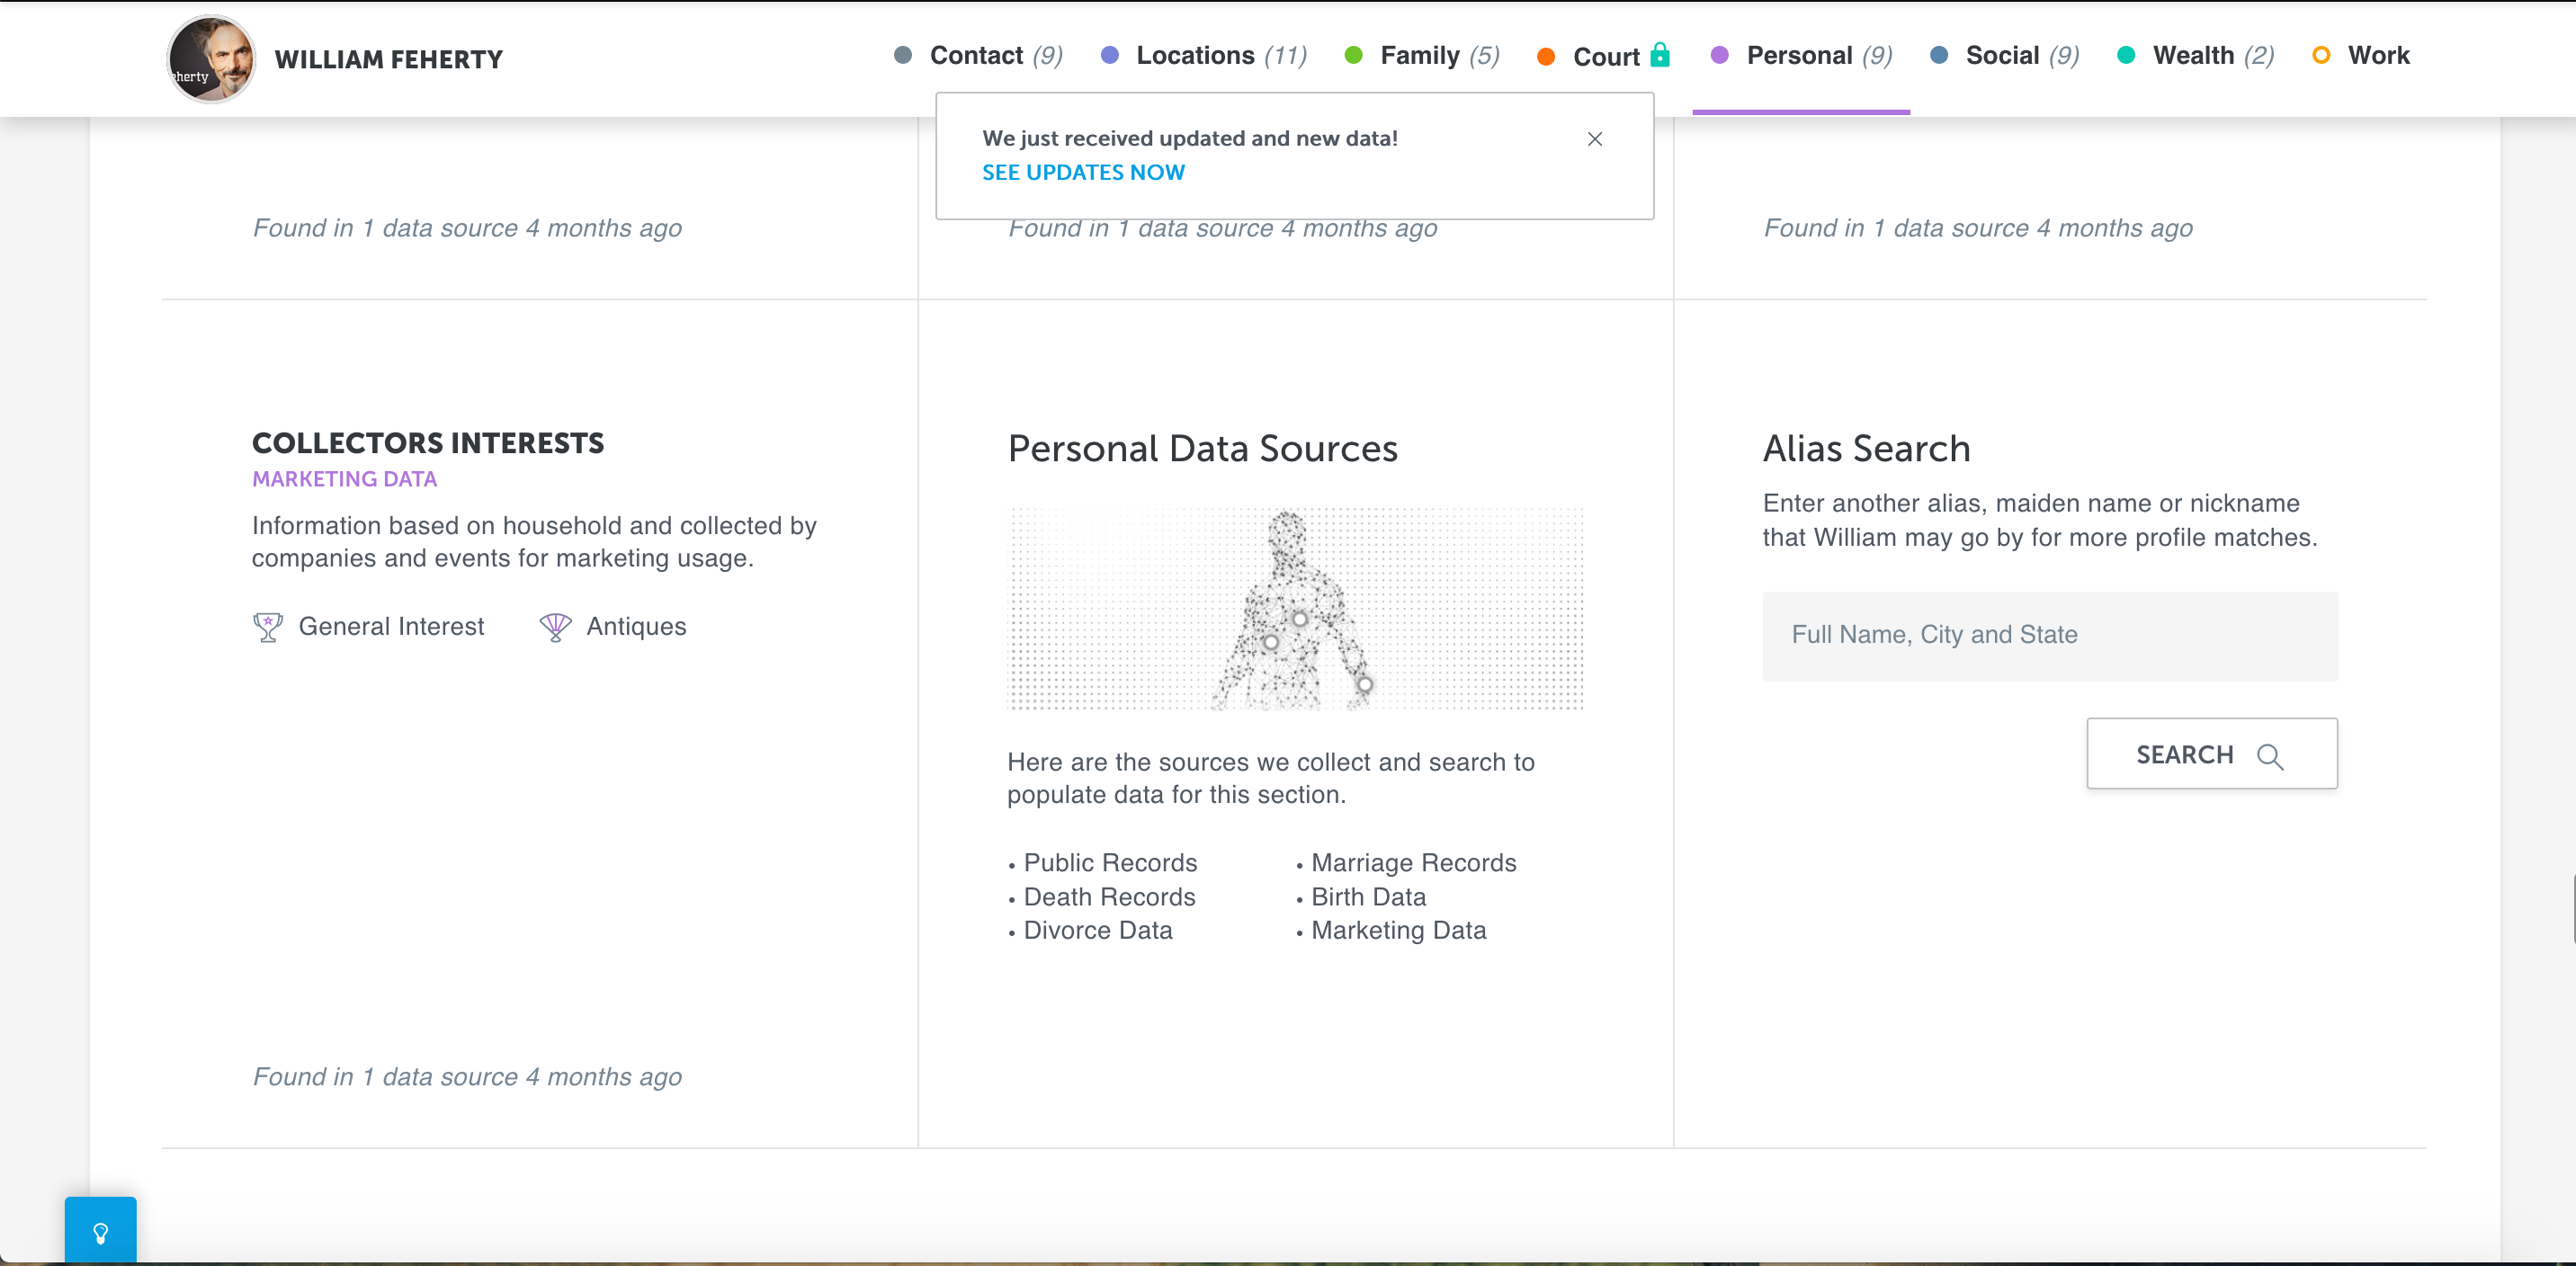 herty
WILLIAM FEHERTY
Contact (9)
Locations (11)
Family (5)
Court
Personal (9)
Social (9)
Wealth (2)
Work
We just received updated and new data!
SEE UPDATES NOW
Found in 1 data source 4 months ago
Found in 1 data source 4 months ago
Found in 1 data source 4 months ago
COLLECTORS INTERESTS
MARKETING DATA
Information based on household and collected by
companies and events for marketing usage.
General Interest
Antiques
Found in 1 data source 4 months ago
Personal Data Sources
Here are the sources we collect and search to
populate data for this section.
• Public Records
• Death Records
• Divorce Data
• Marriage Records
• Birth Data
• Marketing Data
Alias Search
Enter another alias, maiden name or nickname
that William may go by for more profile matches.
Full Name, City and State
SEARCH